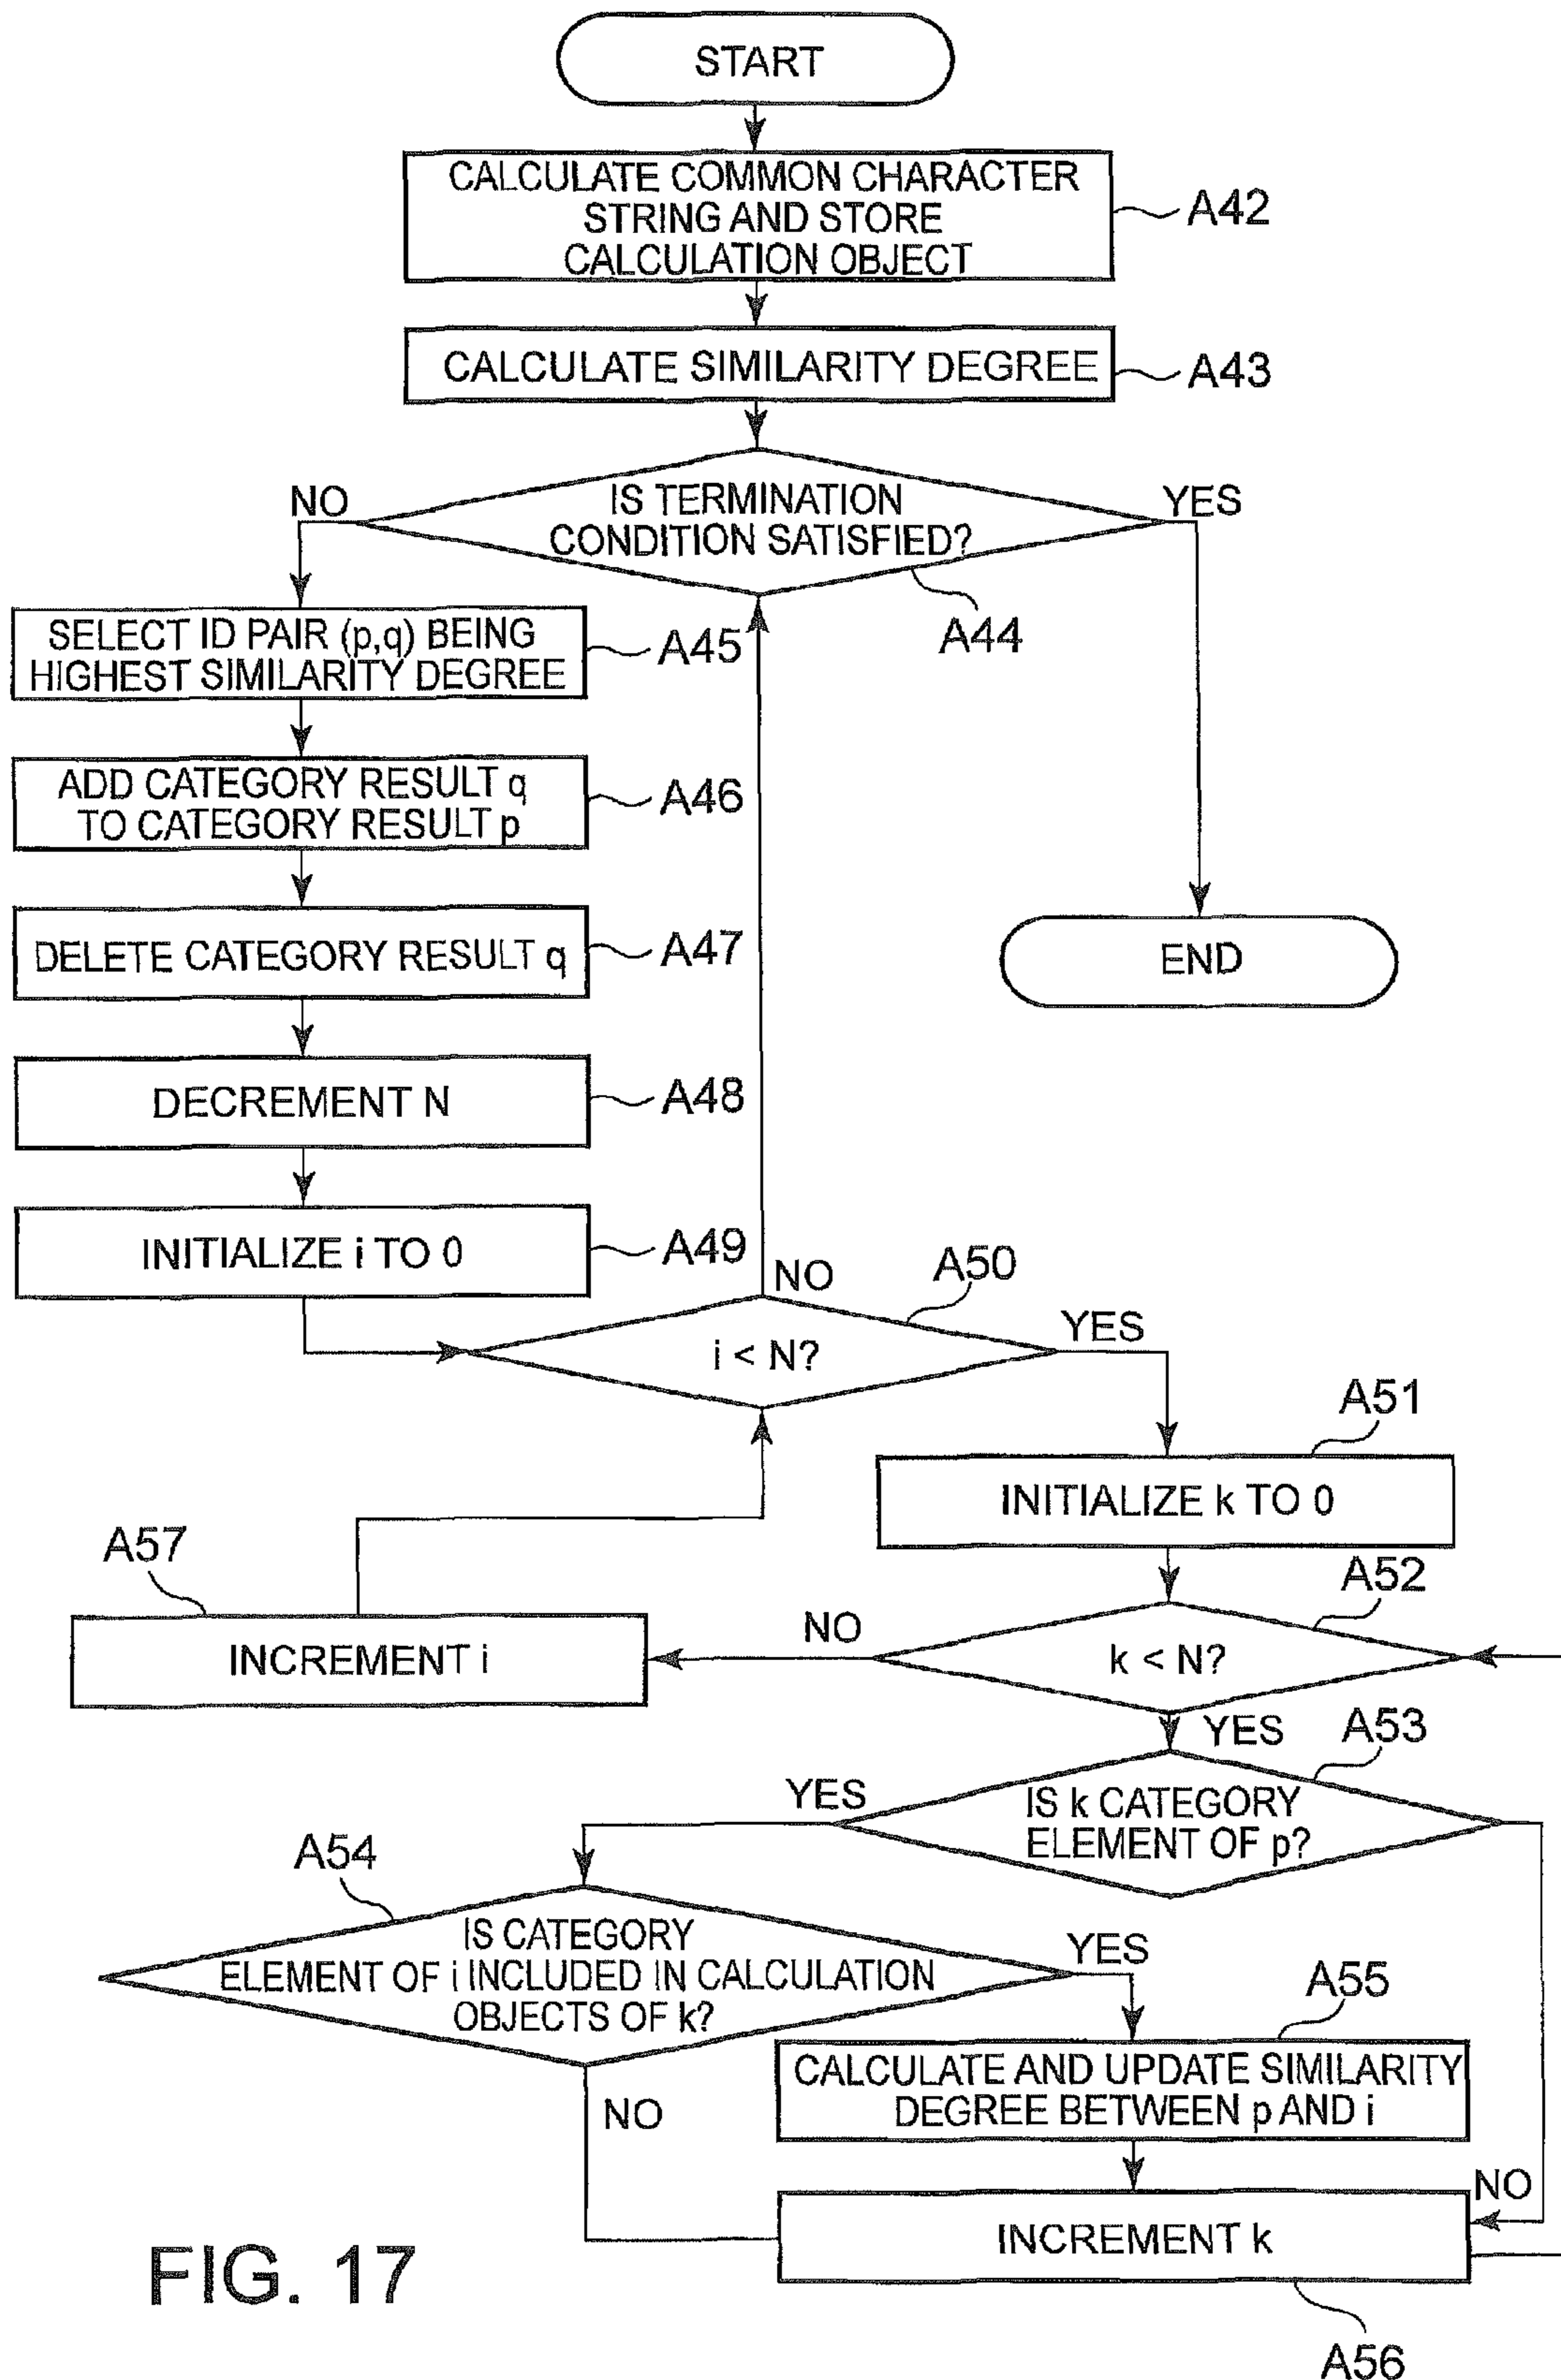 START
CALCULATE COMMON CHARACTER
STRING AND STORE
CALCULATION OBJECT
A42
CALCULATE SIMILARITY DEGREE
A43
NO
IS TERMINATION
CONDITION SATISFIED?
YES
A44
SELECT ID PAIR (p,q) BEING
HIGHEST SIMILARITY DEGREE
A45
ADD CATEGORY RESULT q
TO CATEGORY RESULT p
A46
DELETE CATEGORY RESULT q
A47
END
DECREMENT N
A48
INITIALIZE i TO 0
A49
NO
A50
i < N?
YES
A51
INITIALIZE k TO 0
A57
A52
INCREMENT i
NO
k < N?
YES
A53
YES
IS k CATEGORY
ELEMENT OF p?
A54
IS CATEGORY
ELEMENT OF i INCLUDED IN CALCULATION
OBJECTS OF k?
YES
A55
CALCULATE AND UPDATE SIMILARITY
DEGREE BETWEEN p AND i
NO
NO
INCREMENT k
A56
FIG. 17